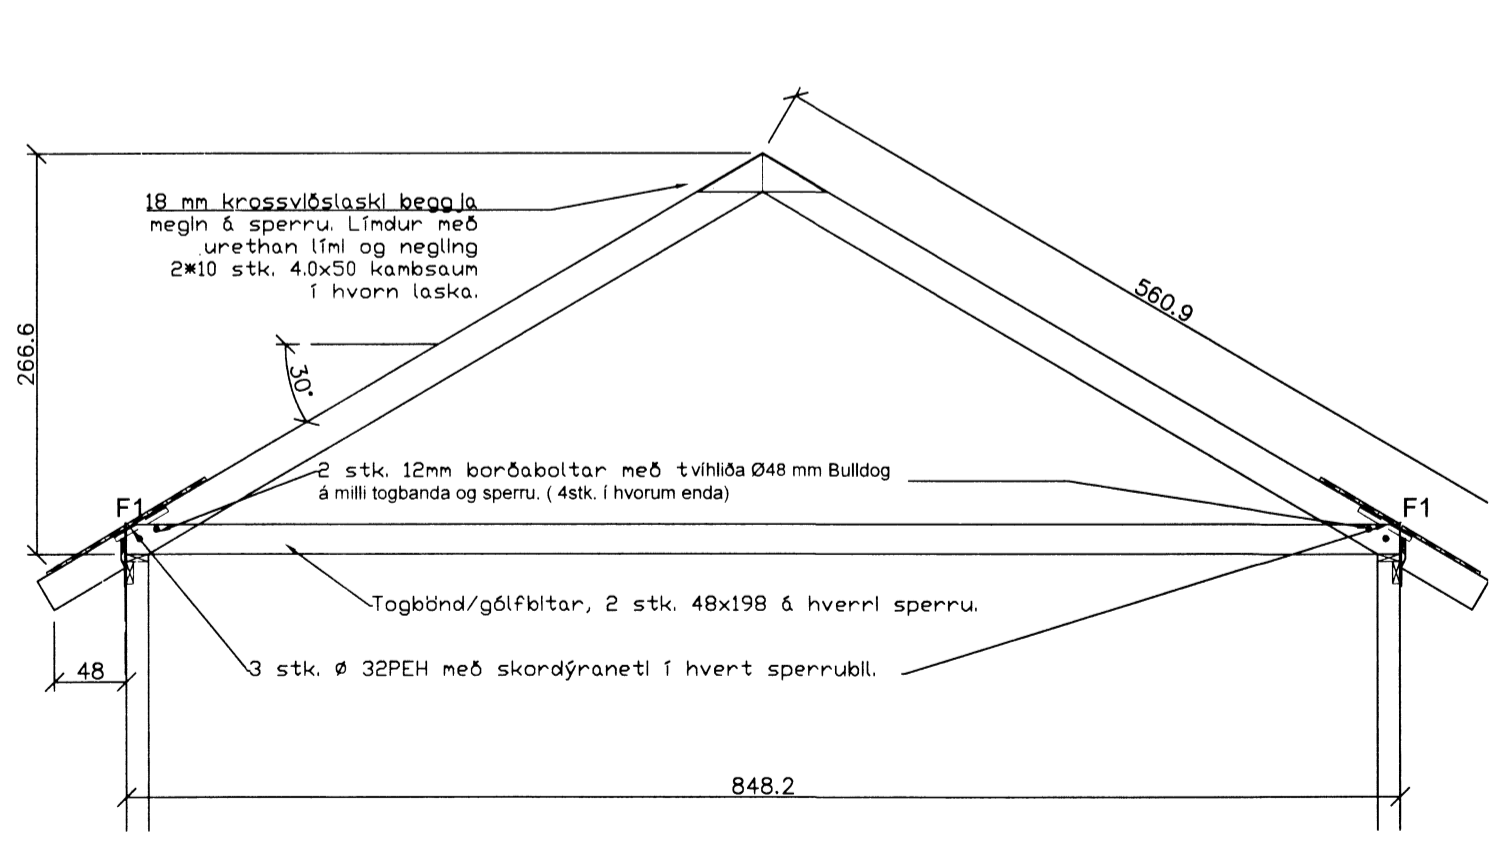 18 mm krossviðslaski beggja
megin á sperru. Límdur með
urethan lími og negling
2*10 stk. 4.0x50 kambsaum
í hvorn laska.
560.9
266.6
30°
2 stk. 12mm borðaboltar með tvíhliða Ø48 mm Bulldog
á milli togbanda og sperru. ( 4stk. í hvorum enda)
F1
F1
Togbönd/gólfbitar, 2 stk. 48x198 á hverri sperru.
3 stk. Ø 32PEH með skordýraneti í hvert sperrubil.
48
848.2